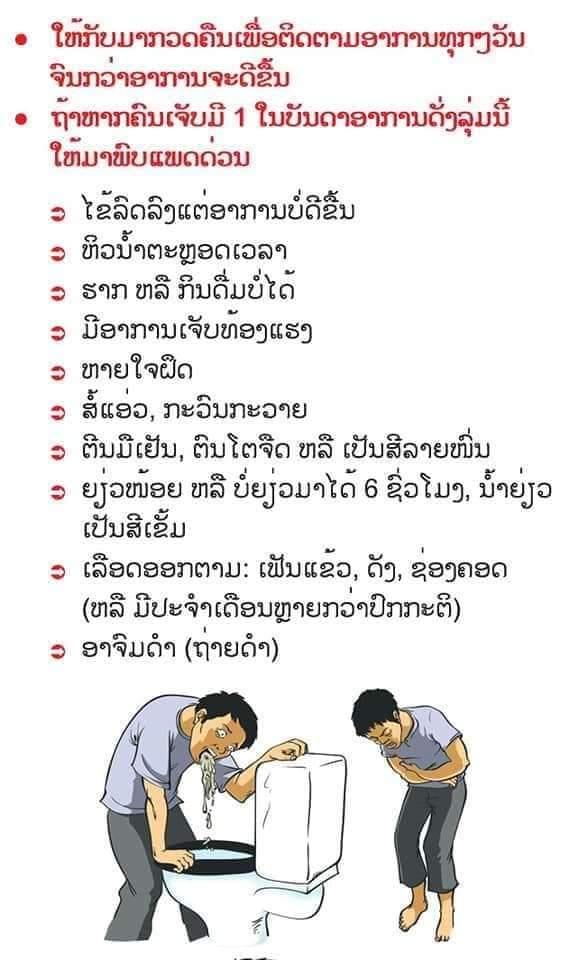 • ໃຫ້ກັບມາກວດຄືນເພື່ອຕິດຕາມອາການທຸກໆວັນ
ຈົນກວ່າອາການຈະດີຂຶ້ນ
• ຖ້າຫາກຄົນເຈັບມີ 1 ໃນບັນດາອາການດັ່ງລຸ່ມນີ້
ໃຫ້ມາພົບແພດດ່ວນ
➲ ໄຂ້ລົດລົງແຕ່ອາການບໍ່ດີຂຶ້ນ
➲ ຫິວນ້ຳຕະຫຼອດເວລາ
➲ ຮາກ ຫລື ກິນດື່ມບໍ່ໄດ້
➲ ມີອາການເຈັບທ້ອງແຮງ
➲ ຫາຍໃຈຝຶດ
➲ ສໍ້ແອ່ວ, ກະວົນກະວາຍ
➲ ຕີນມືເຢັນ, ຕົນໂຕຈືດ ຫລື ເປັນສີລາຍໜົ່ນ
➲ ຍຽ່ວໜ້ອຍ ຫລື ບໍ່ຍຽ່ວມາໄດ້ 6 ຊົ່ວໂມງ, ນ້ຳຍ່ຽວ
ເປັນສີເຂັ້ມ
➲ ເລືອດອອກຕາມ: ເຟັນແຂ້ວ, ດັງ, ຊ່ອງຄອດ
(ຫລື ມີປະຈຳເດືອນຫຼາຍກວ່າປົກກະຕິ)
➲ ອາຈົມດຳ (ຖ່າຍດຳ)